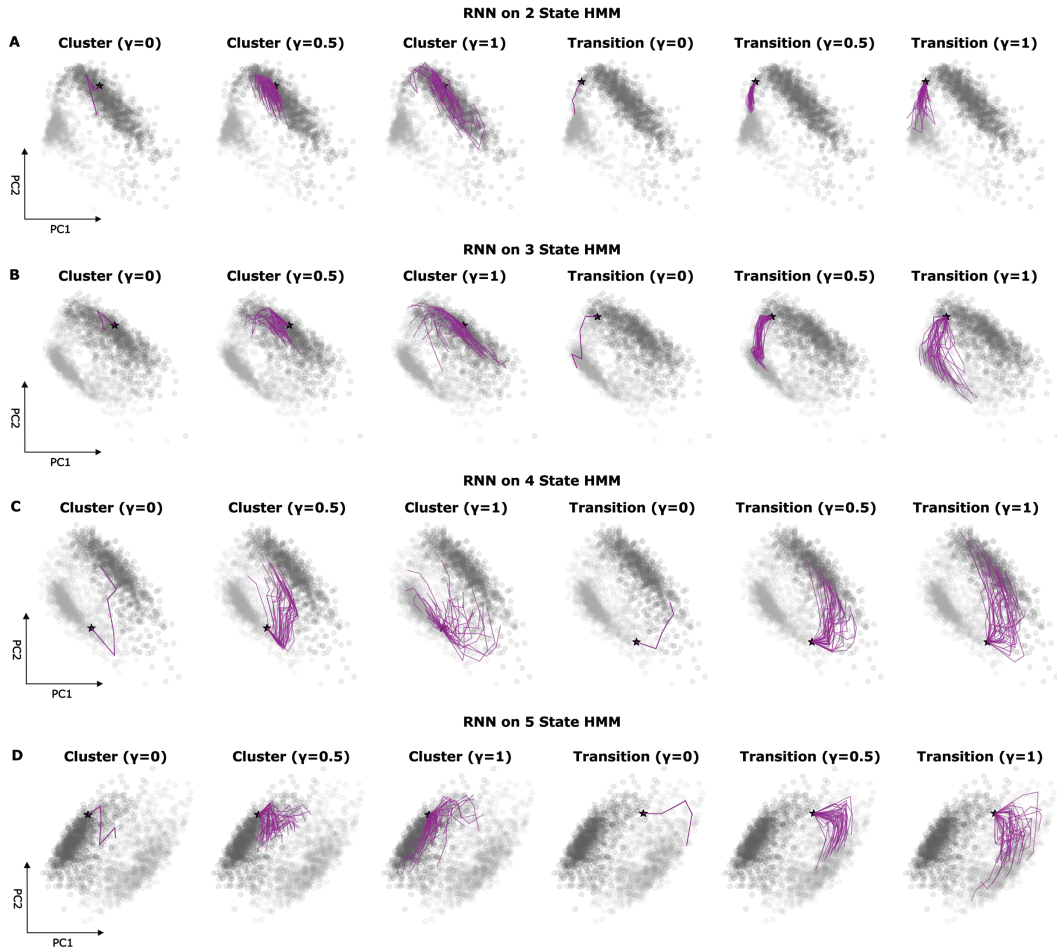 RNN on 2 State HMM
A
Cluster (γ=0) Cluster (γ=0.5) Cluster (γ=1) Transition (γ=0) Transition (γ=0.5) Transition (γ=1)
PC2
PC1
RNN on 3 State HMM
B
Cluster (γ=0) Cluster (γ=0.5) Cluster (γ=1) Transition (γ=0) Transition (γ=0.5) Transition (γ=1)
PC2
PC1
RNN on 4 State HMM
C
Cluster (γ=0) Cluster (γ=0.5) Cluster (γ=1) Transition (γ=0) Transition (γ=0.5) Transition (γ=1)
PC2
PC1
RNN on 5 State HMM
D
Cluster (γ=0) Cluster (γ=0.5) Cluster (γ=1) Transition (γ=0) Transition (γ=0.5) Transition (γ=1)
PC2
PC1